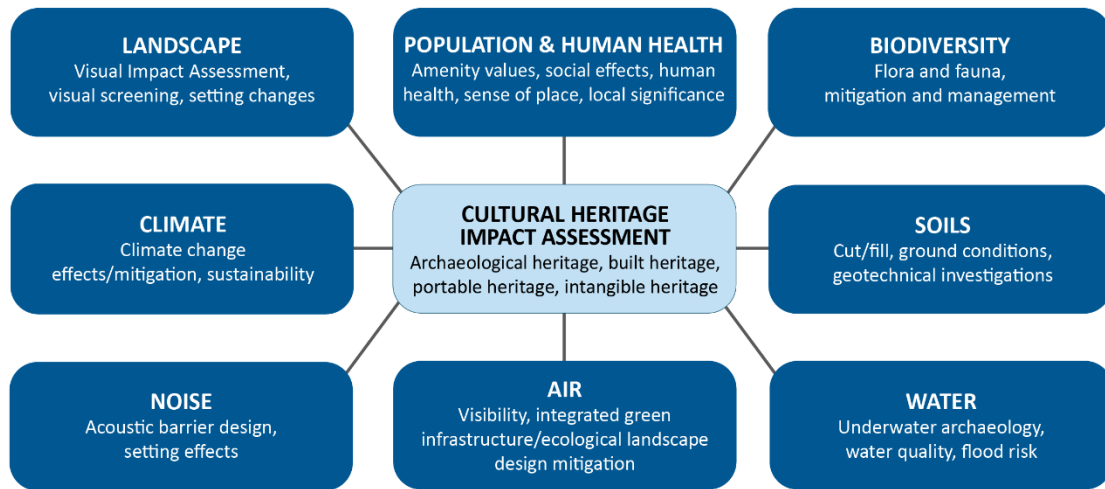 LANDSCAPE
Visual Impact Assessment,
visual screening, setting changes
POPULATION & HUMAN HEALTH
Amenity values, social effects, human
health, sense of place, local significance
BIODIVERSITY
Flora and fauna,
mitigation and management
CLIMATE
Climate change
effects/mitigation, sustainability
CULTURAL HERITAGE
IMPACT ASSESSMENT
Archaeological heritage, built heritage,
portable heritage, intangible heritage
SOILS
Cut/fill, ground conditions,
geotechnical investigations
NOISE
Acoustic barrier design,
setting effects
AIR
Visibility, integrated green
infrastructure/ecological landscape
design mitigation
WATER
Underwater archaeology,
water quality, flood risk